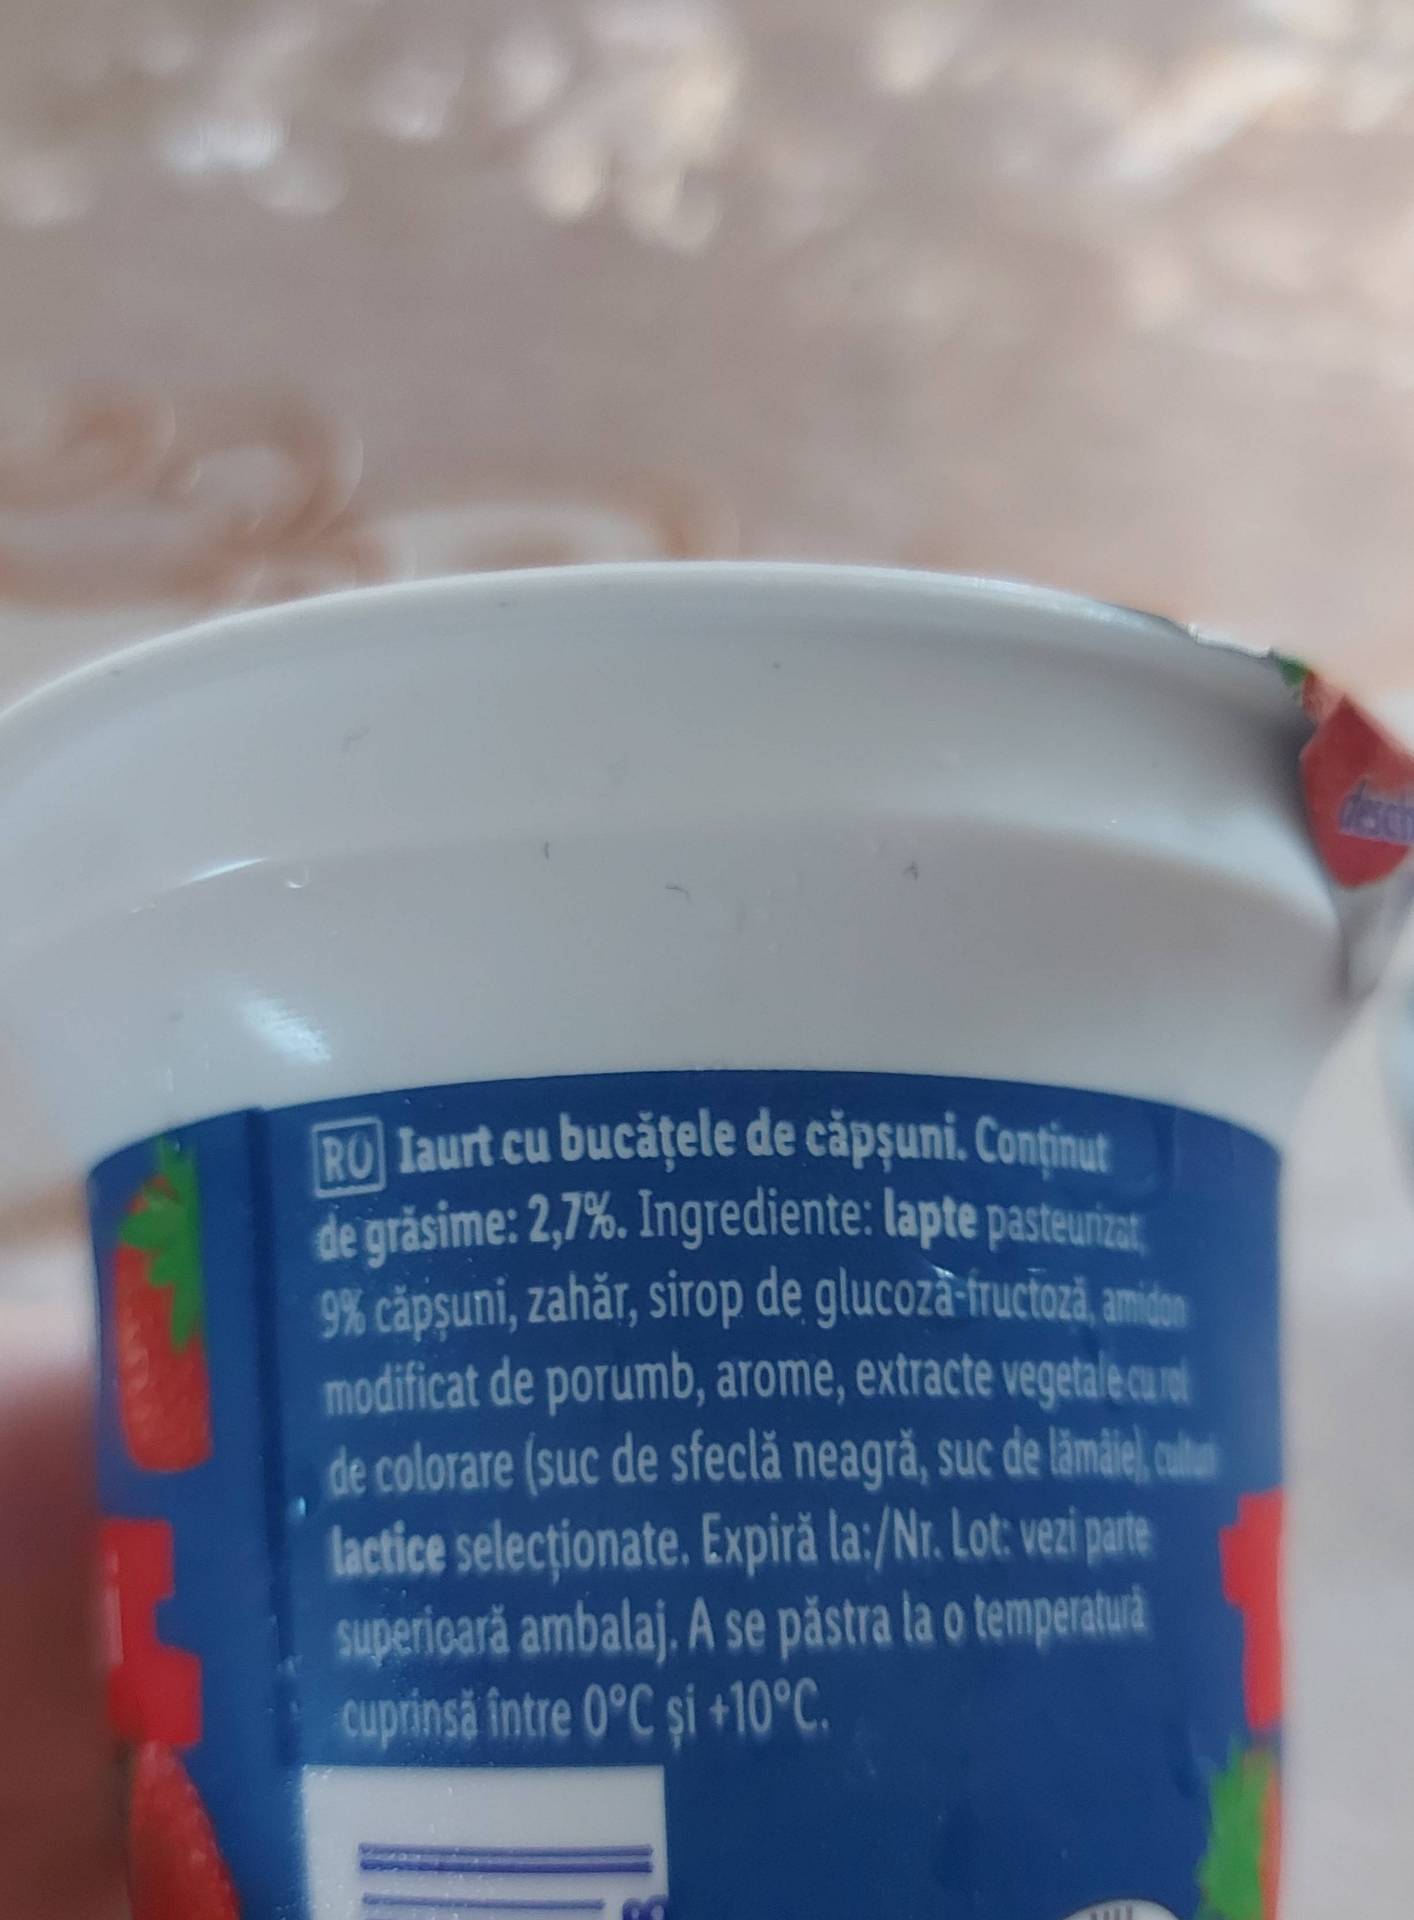 RO Iaurt cu bucățele de căpșuni. Conținut
de grăsime: 2,7%. Ingrediente: lapte pasteurizat,
9% căpșuni, zahăr, sirop de glucoză-fructoză, amidon
modificat de porumb, arome, extracte vegetale cu rol
de colorare (suc de sfeclă neagră, suc de lămâie), culturi
lactice selecționate. Expiră la:/Nr. Lot: vezi parte
superioară ambalaj. A se păstra la o temperatură
cuprinsă între 0°C și +10°C.